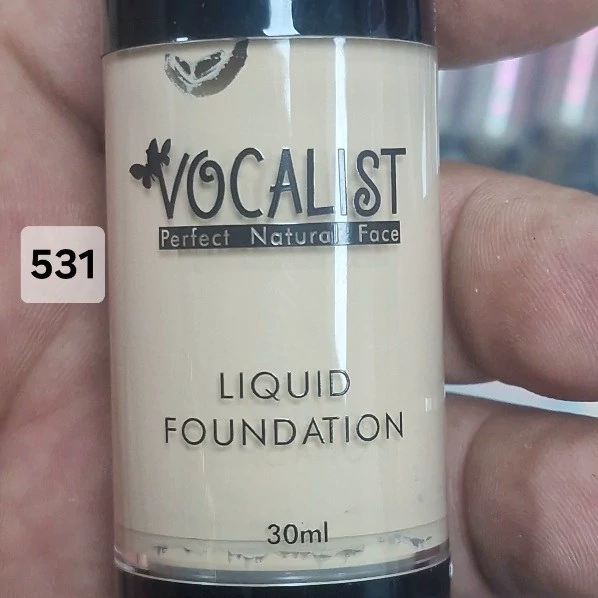 VOCALIST
Perfect Natural Face
531
LIQUID
FOUNDATION
30ml